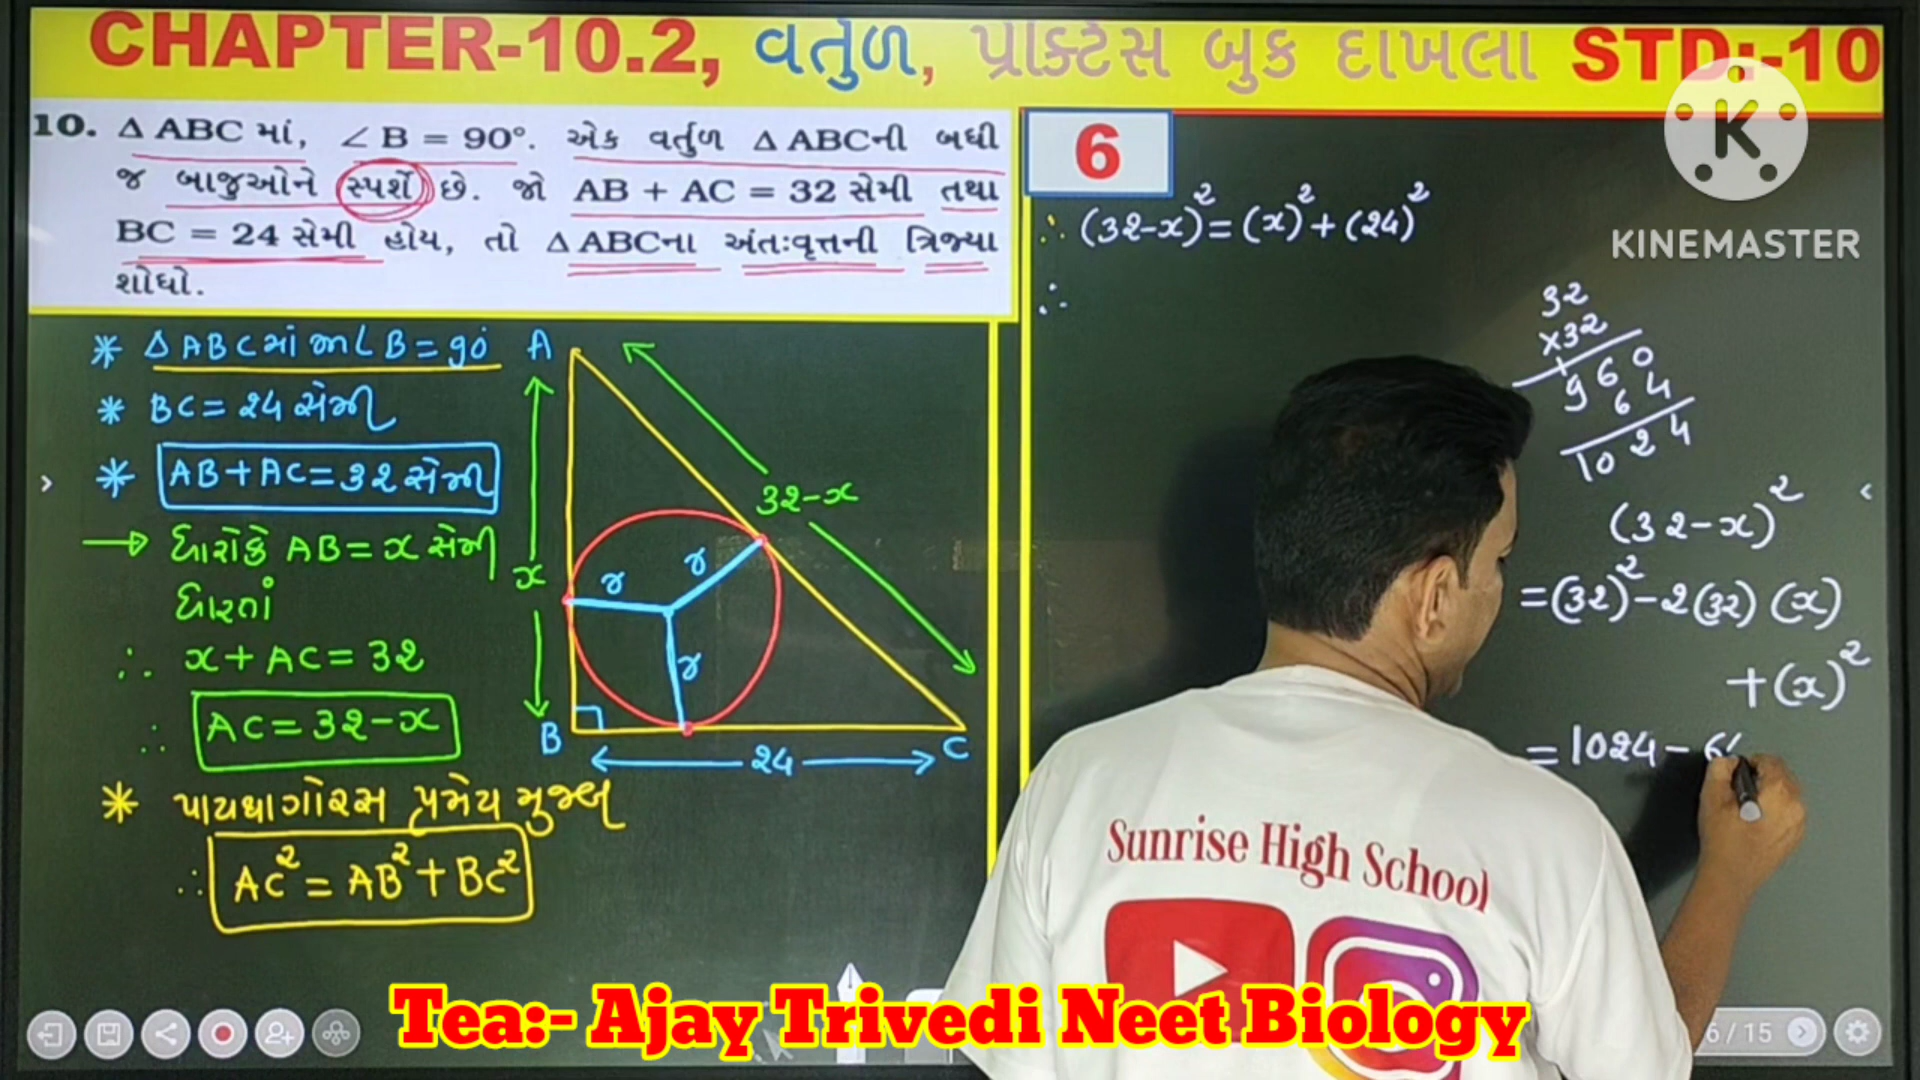 CHAPTER-10.2, વર્તુળ, પ્રેક્ટિસ બુક દાખલા STD:-10
10. Δ ABC માં, ∠ B = 90°. એક વર્તુળ Δ ABCની બધી
જ બાજુઓને સ્પર્શે છે. જો AB + AC = 32 સેમી તથા
BC = 24 સેમી હોય, તો Δ ABCના અંતઃવૃત્તની ત્રિજ્યા
શોધો.
* Δ ABC માં m∠B = 90
* BC = 24 સેમી
* AB + AC = 32 સેમી
→ ધારોકે AB = x સેમી
ધારતાં
∴ x + AC = 32
∴ AC = 32 - x
* પાયથાગોરસ પ્રમેય મુજબ
∴ AC² = AB² + BC²
A
x
32-x
r
r
r
B
24
C
6
∴ (32-x)² = (x)² + (24)²
∴
32
×32
960
64
1024
(32-x)²
= (32)² - 2(32)(x)
+ (x)²
= 1024 - 64
K
KINEMASTER
Sunrise High School
Tea:- Ajay Trivedi Neet Biology
6 / 15